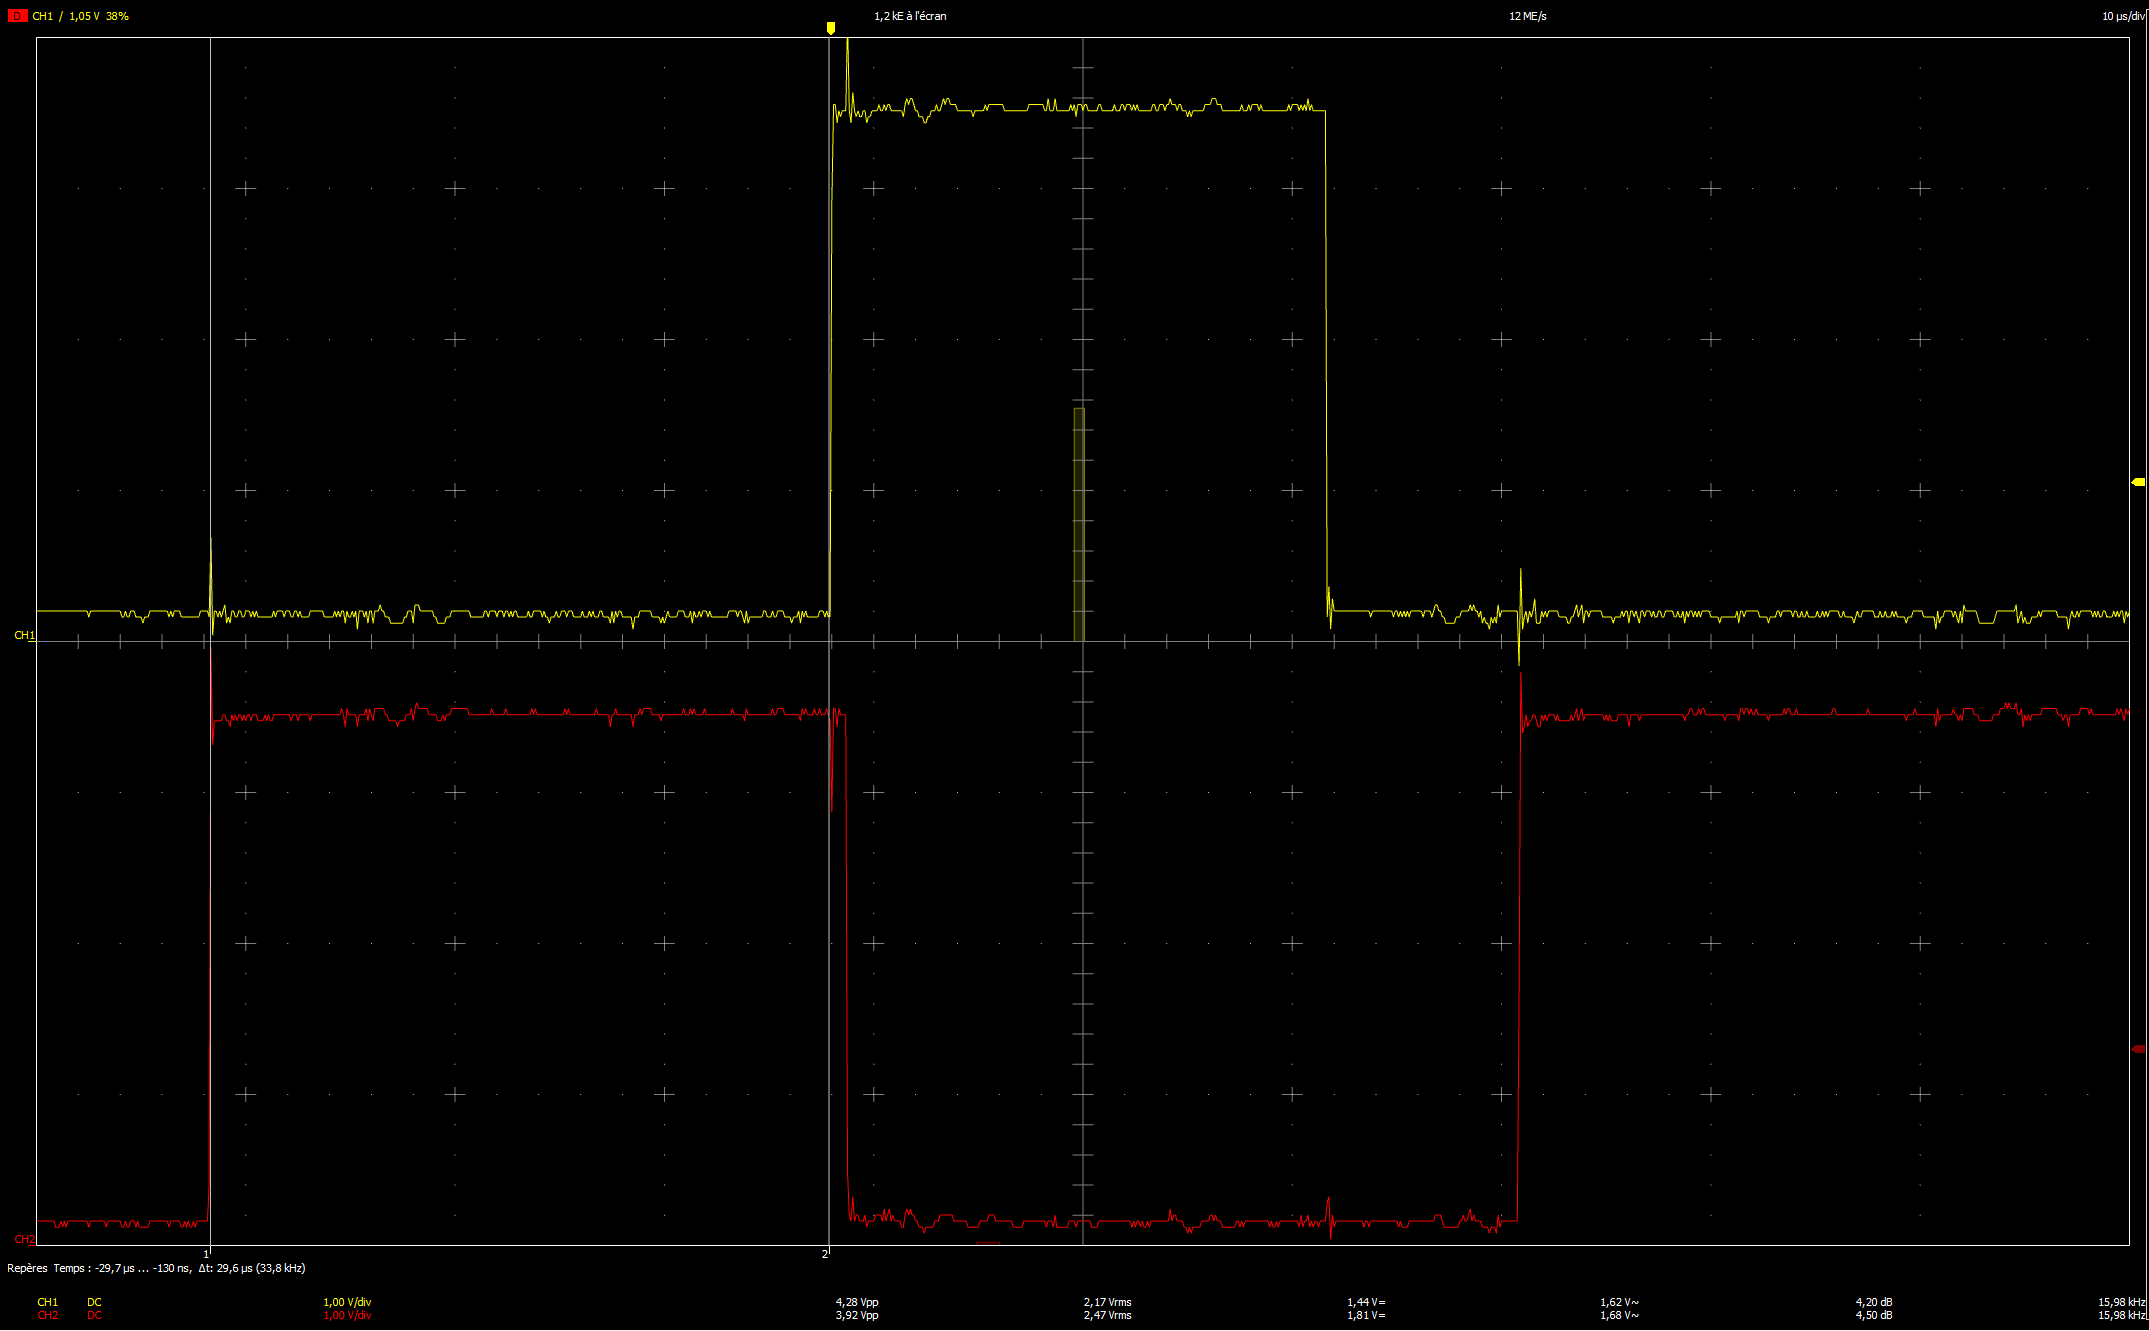 D CH1 / 1,05 V 38% 1,2 kE à l'écran 12 ME/s 10 µs/div
CH1
CH2
1 2
Repères Temps : -29,7 µs ... -130 ns, Δt: 29,6 µs (33,8 kHz)
CH1 DC 1,00 V/div 4,28 Vpp 2,17 Vrms 1,44 V= 1,62 V~ 4,20 dB 15,98 kHz
CH2 DC 1,00 V/div 3,92 Vpp 2,47 Vrms 1,81 V= 1,68 V~ 4,50 dB 15,98 kHz